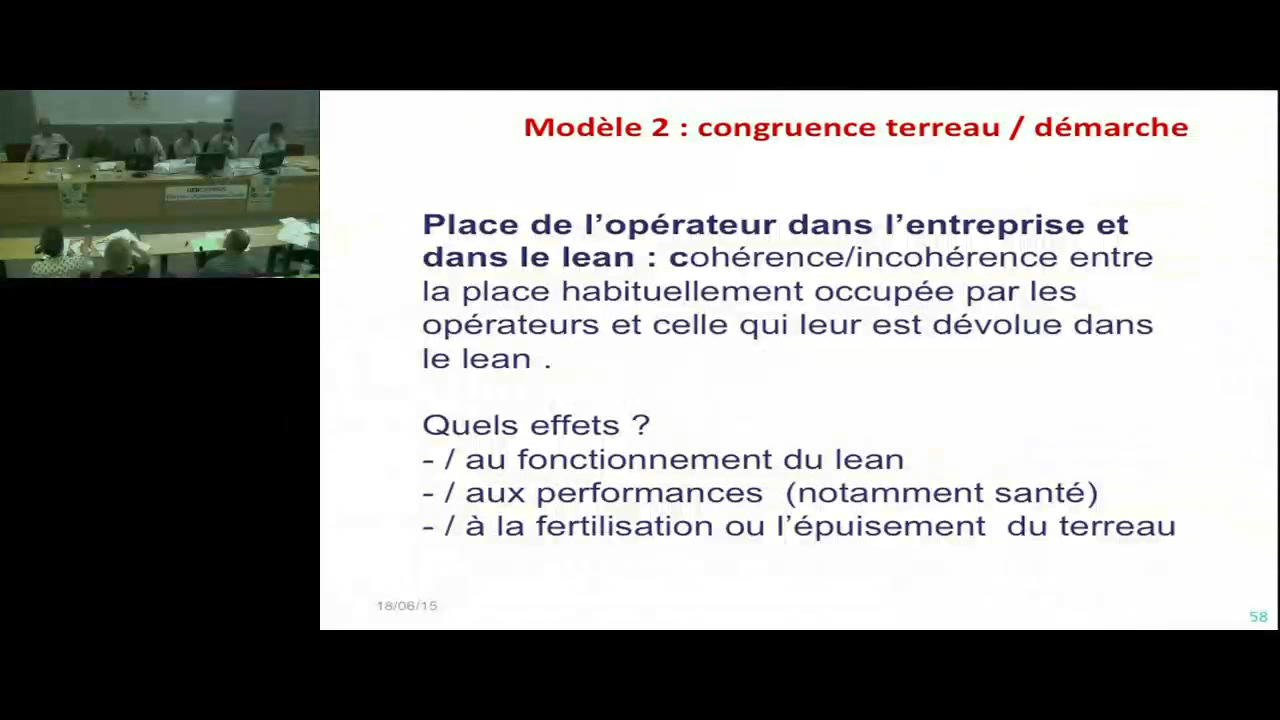 Modèle 2 : congruence terreau / démarche
Place de l’opérateur dans l’entreprise et
dans le lean : cohérence/incohérence entre
la place habituellement occupée par les
opérateurs et celle qui leur est dévolue dans
le lean .
Quels effets ?
- / au fonctionnement du lean
- / aux performances (notamment santé)
- / à la fertilisation ou l’épuisement du terreau
18/06/15
58